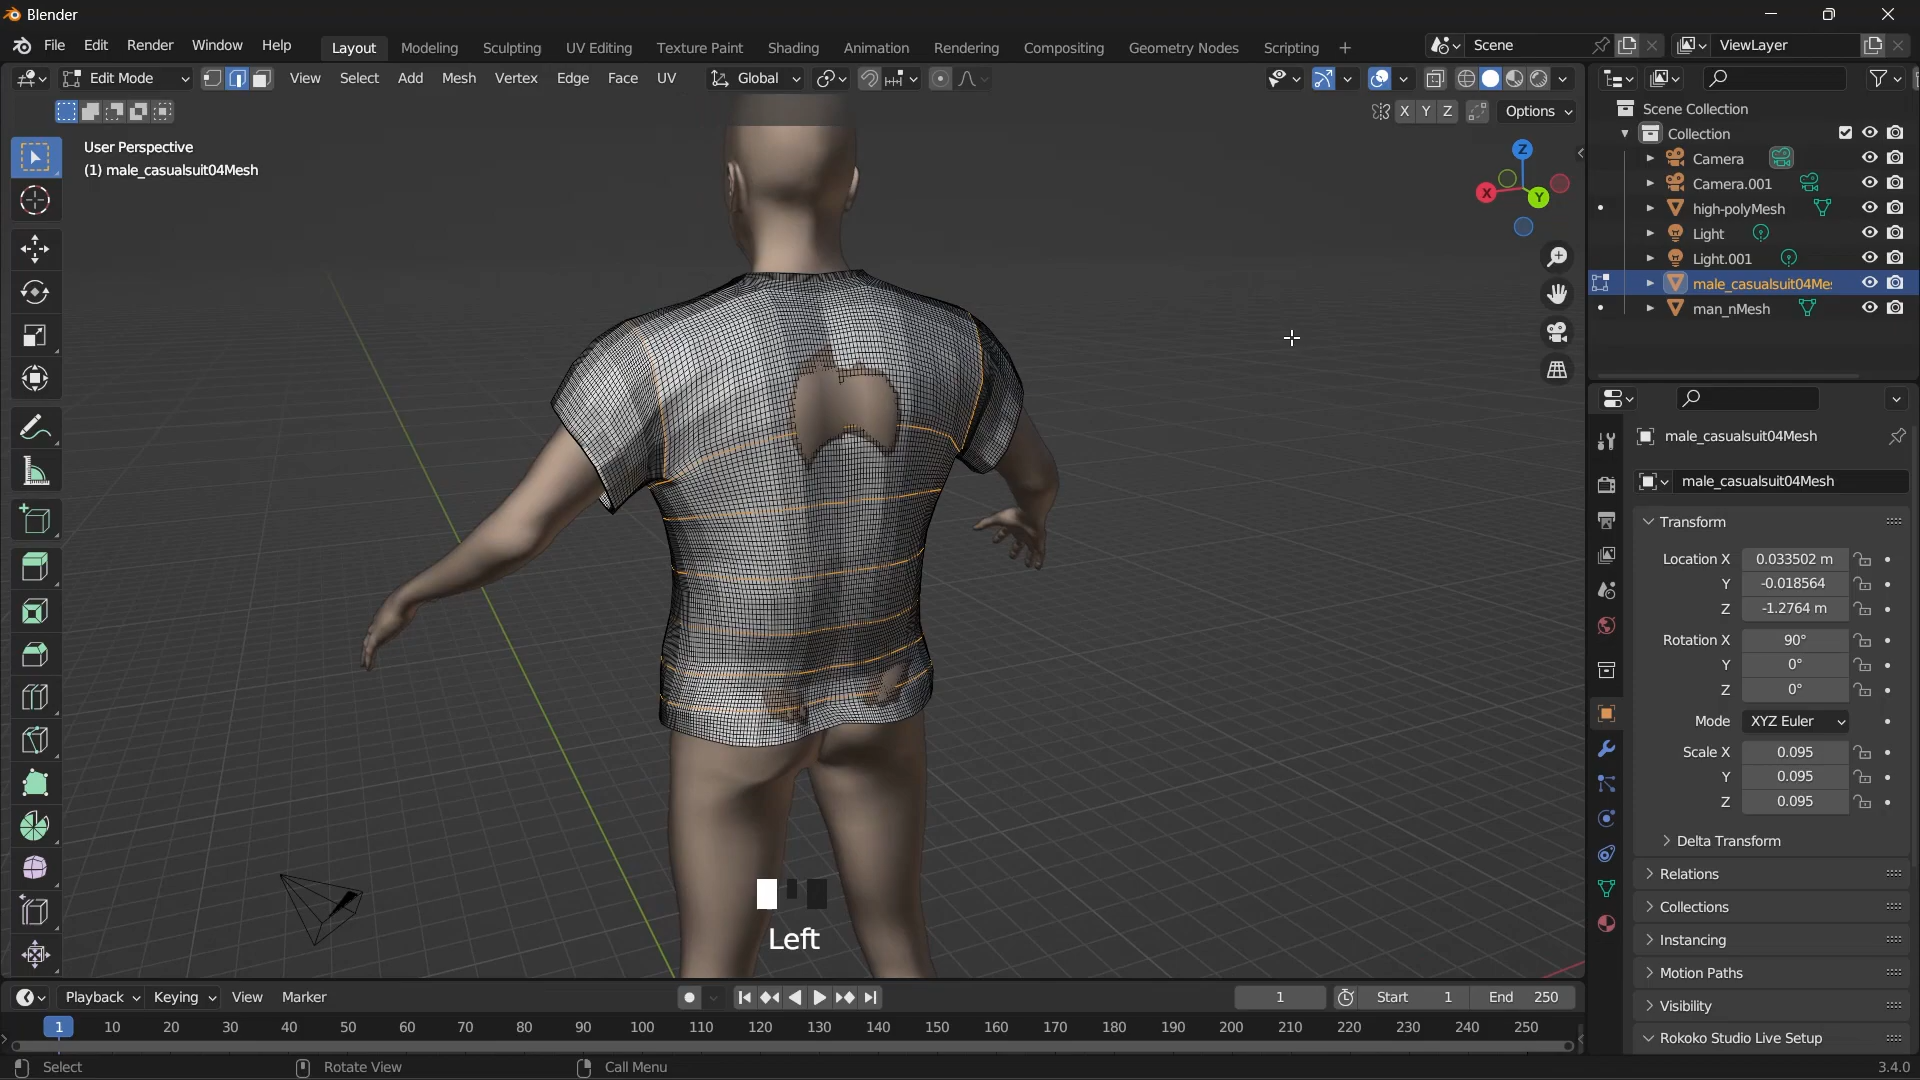 Blender
File Edit Render Window Help Layout Modeling Sculpting UV Editing Texture Paint Shading Animation Rendering Compositing Geometry Nodes Scripting + Scene ViewLayer
Edit Mode View Select Add Mesh Vertex Edge Face UV Global
X Y Z Options
User Perspective
(1) male_casualsuit04Mesh
Z
X
Y
Scene Collection
Collection
Camera
Camera.001
high-polyMesh
Light
Light.001
male_casualsuit04Me
man_nMesh
male_casualsuit04Mesh
male_casualsuit04Mesh
Transform
Location X 0.033502 m
Y -0.018564
Z -1.2764 m
Rotation X 90°
Y 0°
Z 0°
Mode XYZ Euler
Scale X 0.095
Y 0.095
Z 0.095
Delta Transform
Relations
Collections
Instancing
Motion Paths
Visibility
Rokoko Studio Live Setup
Left
Playback Keying View Marker 1 Start 1 End 250
1 10 20 30 40 50 60 70 80 90 100 110 120 130 140 150 160 170 180 190 200 210 220 230 240 250
Select Rotate View Call Menu 3.4.0